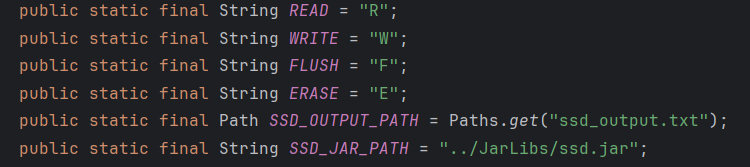 public static final String READ = "R";
public static final String WRITE = "W";
public static final String FLUSH = "F";
public static final String ERASE = "E";
public static final Path SSD_OUTPUT_PATH = Paths.get("ssd_output.txt");
public static final String SSD_JAR_PATH = "../JarLibs/ssd.jar";